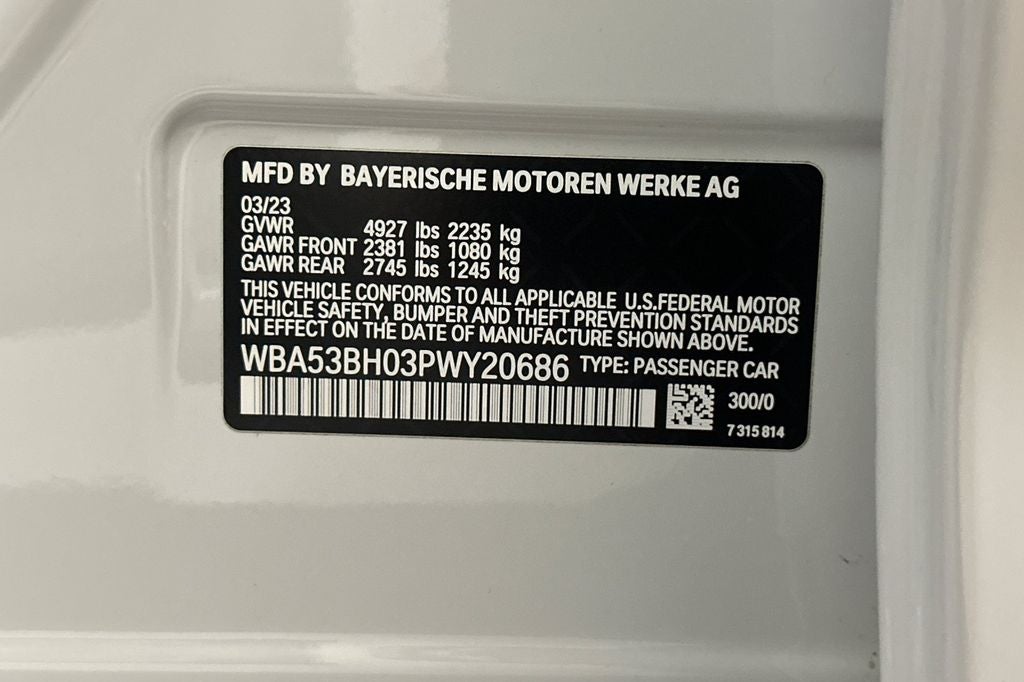 MFD BY BAYERISCHE MOTOREN WERKE AG
03/23
GVWR 4927 lbs 2235 kg
GAWR FRONT 2381 lbs 1080 kg
GAWR REAR 2745 lbs 1245 kg
THIS VEHICLE CONFORMS TO ALL APPLICABLE U.S.FEDERAL MOTOR
VEHICLE SAFETY, BUMPER AND THEFT PREVENTION STANDARDS
IN EFFECT ON THE DATE OF MANUFACTURE SHOWN ABOVE.
WBA53BH03PWY20686 TYPE: PASSENGER CAR
300/0
7 315 814